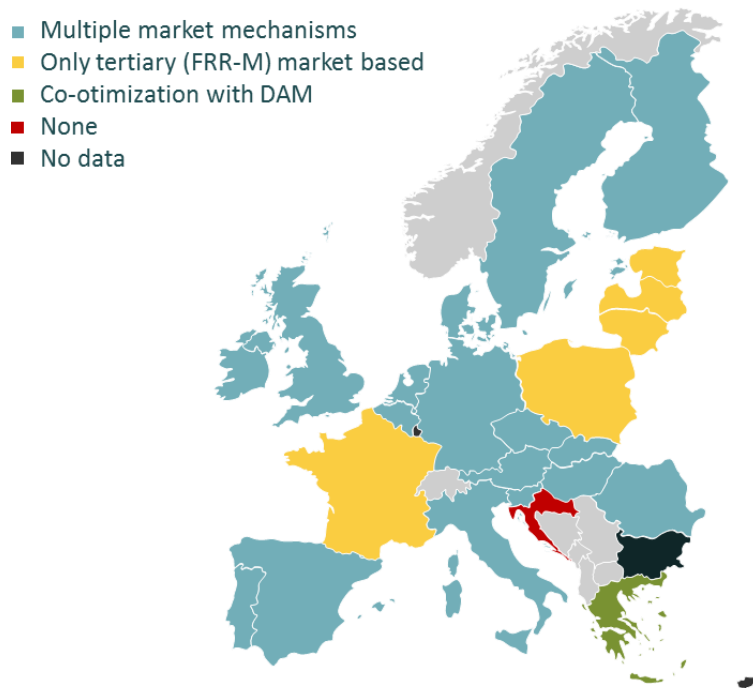 Multiple market mechanisms
Only tertiary (FRR-M) market based
Co-otimization with DAM
None
No data